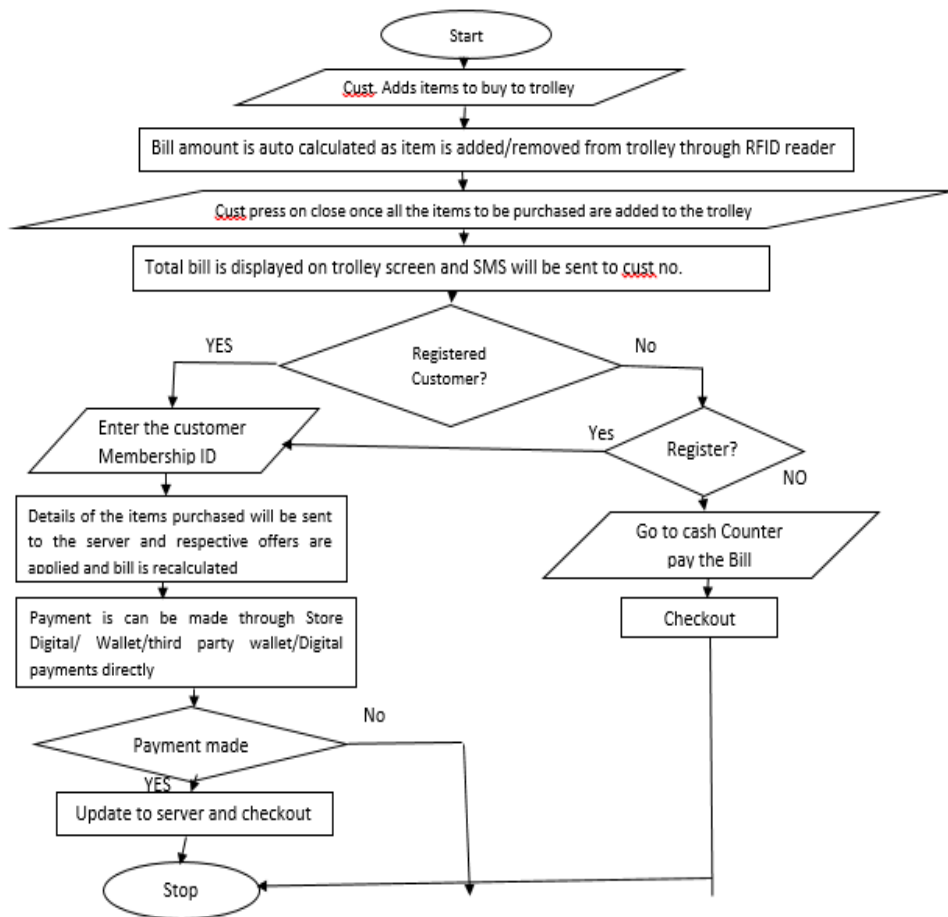 Start
Cust. Adds items to buy to trolley
Bill amount is auto calculated as item is added/removed from trolley through RFID reader
Cust press on close once all the items to be purchased are added to the trolley
Total bill is displayed on trolley screen and SMS will be sent to cust no.
YES
Registered
Customer?
No
Enter the customer
Membership ID
Yes
Register?
NO
Details of the items purchased will be sent
to the server and respective offers are
applied and bill is recalculated
Go to cash Counter
pay the Bill
Payment is can be made through Store
Digital/ Wallet/third party wallet/Digital
payments directly
Checkout
No
Payment made
YES
Update to server and checkout
Stop